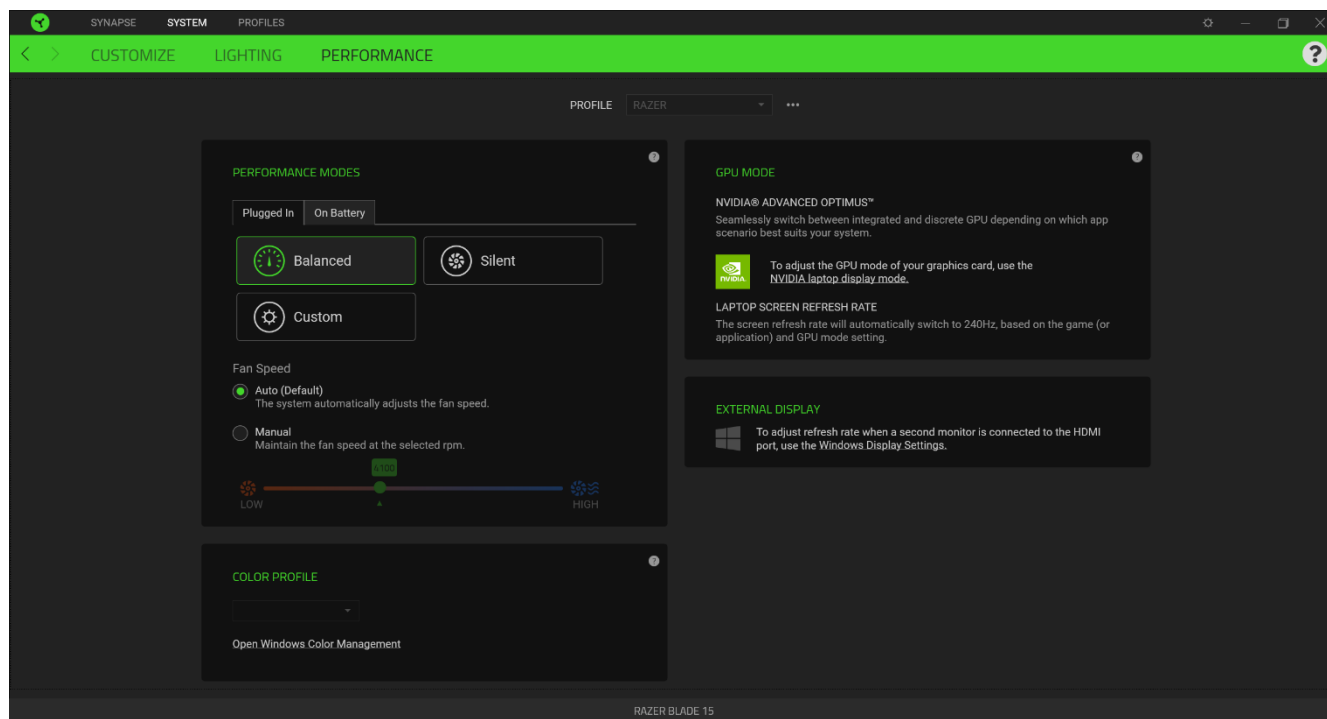 SYNAPSE SYSTEM PROFILES
CUSTOMIZE LIGHTING PERFORMANCE
?
PROFILE RAZER
PERFORMANCE MODES
?
Plugged In On Battery
Balanced Silent
Custom
Fan Speed
Auto (Default)
The system automatically adjusts the fan speed.
Manual
Maintain the fan speed at the selected rpm.
LOW HIGH
COLOR PROFILE
?
Open Windows Color Management
GPU MODE
?
NVIDIA® ADVANCED OPTIMUS™
Seamlessly switch between integrated and discrete GPU depending on which app
scenario best suits your system.
NVIDIA
To adjust the GPU mode of your graphics card, use the
NVIDIA laptop display mode.
LAPTOP SCREEN REFRESH RATE
The screen refresh rate will automatically switch to 240Hz, based on the game (or
application) and GPU mode setting.
EXTERNAL DISPLAY
To adjust refresh rate when a second monitor is connected to the HDMI
port, use the Windows Display Settings.
RAZER BLADE 15